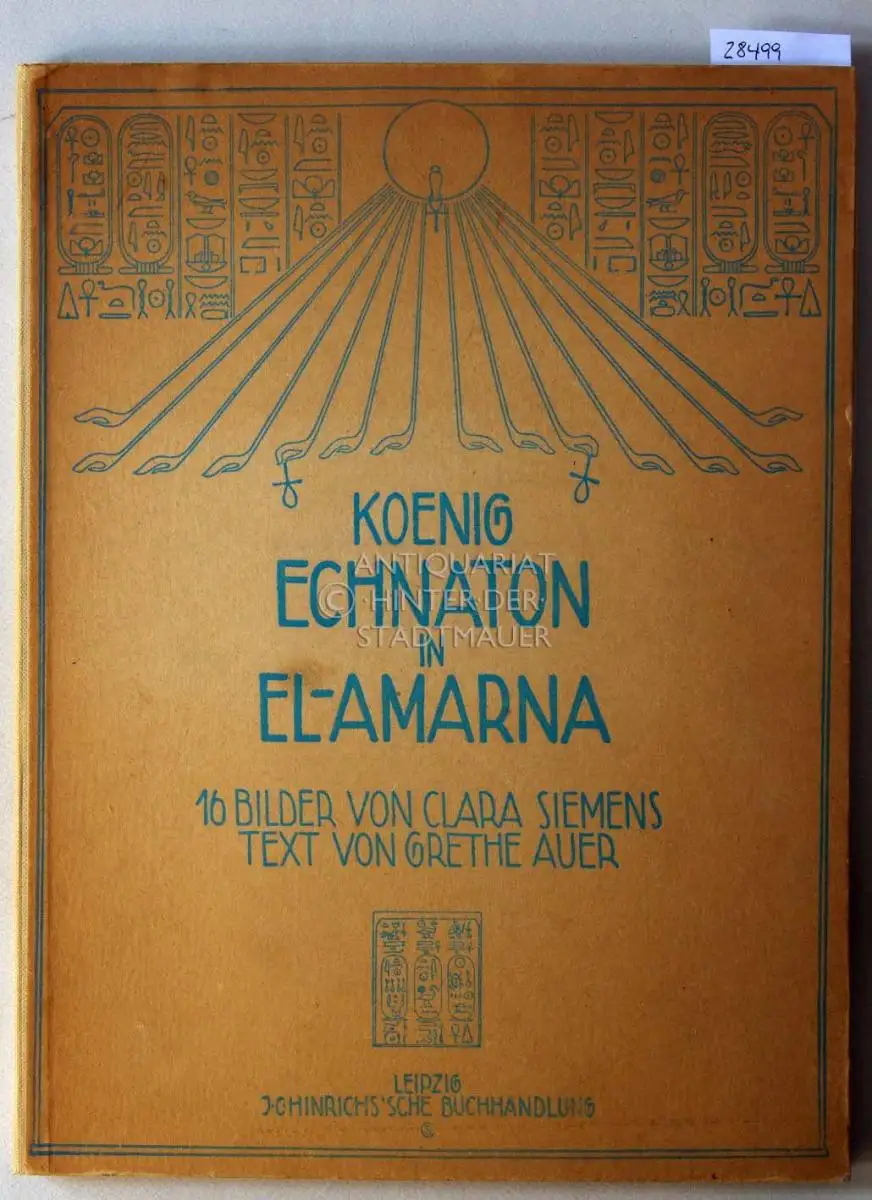 28499
KOENIG
ECHNATON
IN
EL-AMARNA
ANTIQUARIAT
© HINTER·DER·
STADTMAUER
16 BILDER VON CLARA SIEMENS
TEXT VON GRETHE AUER
LEIPZIG
J·C·HINRICHS'SCHE BUCHHANDLUNG